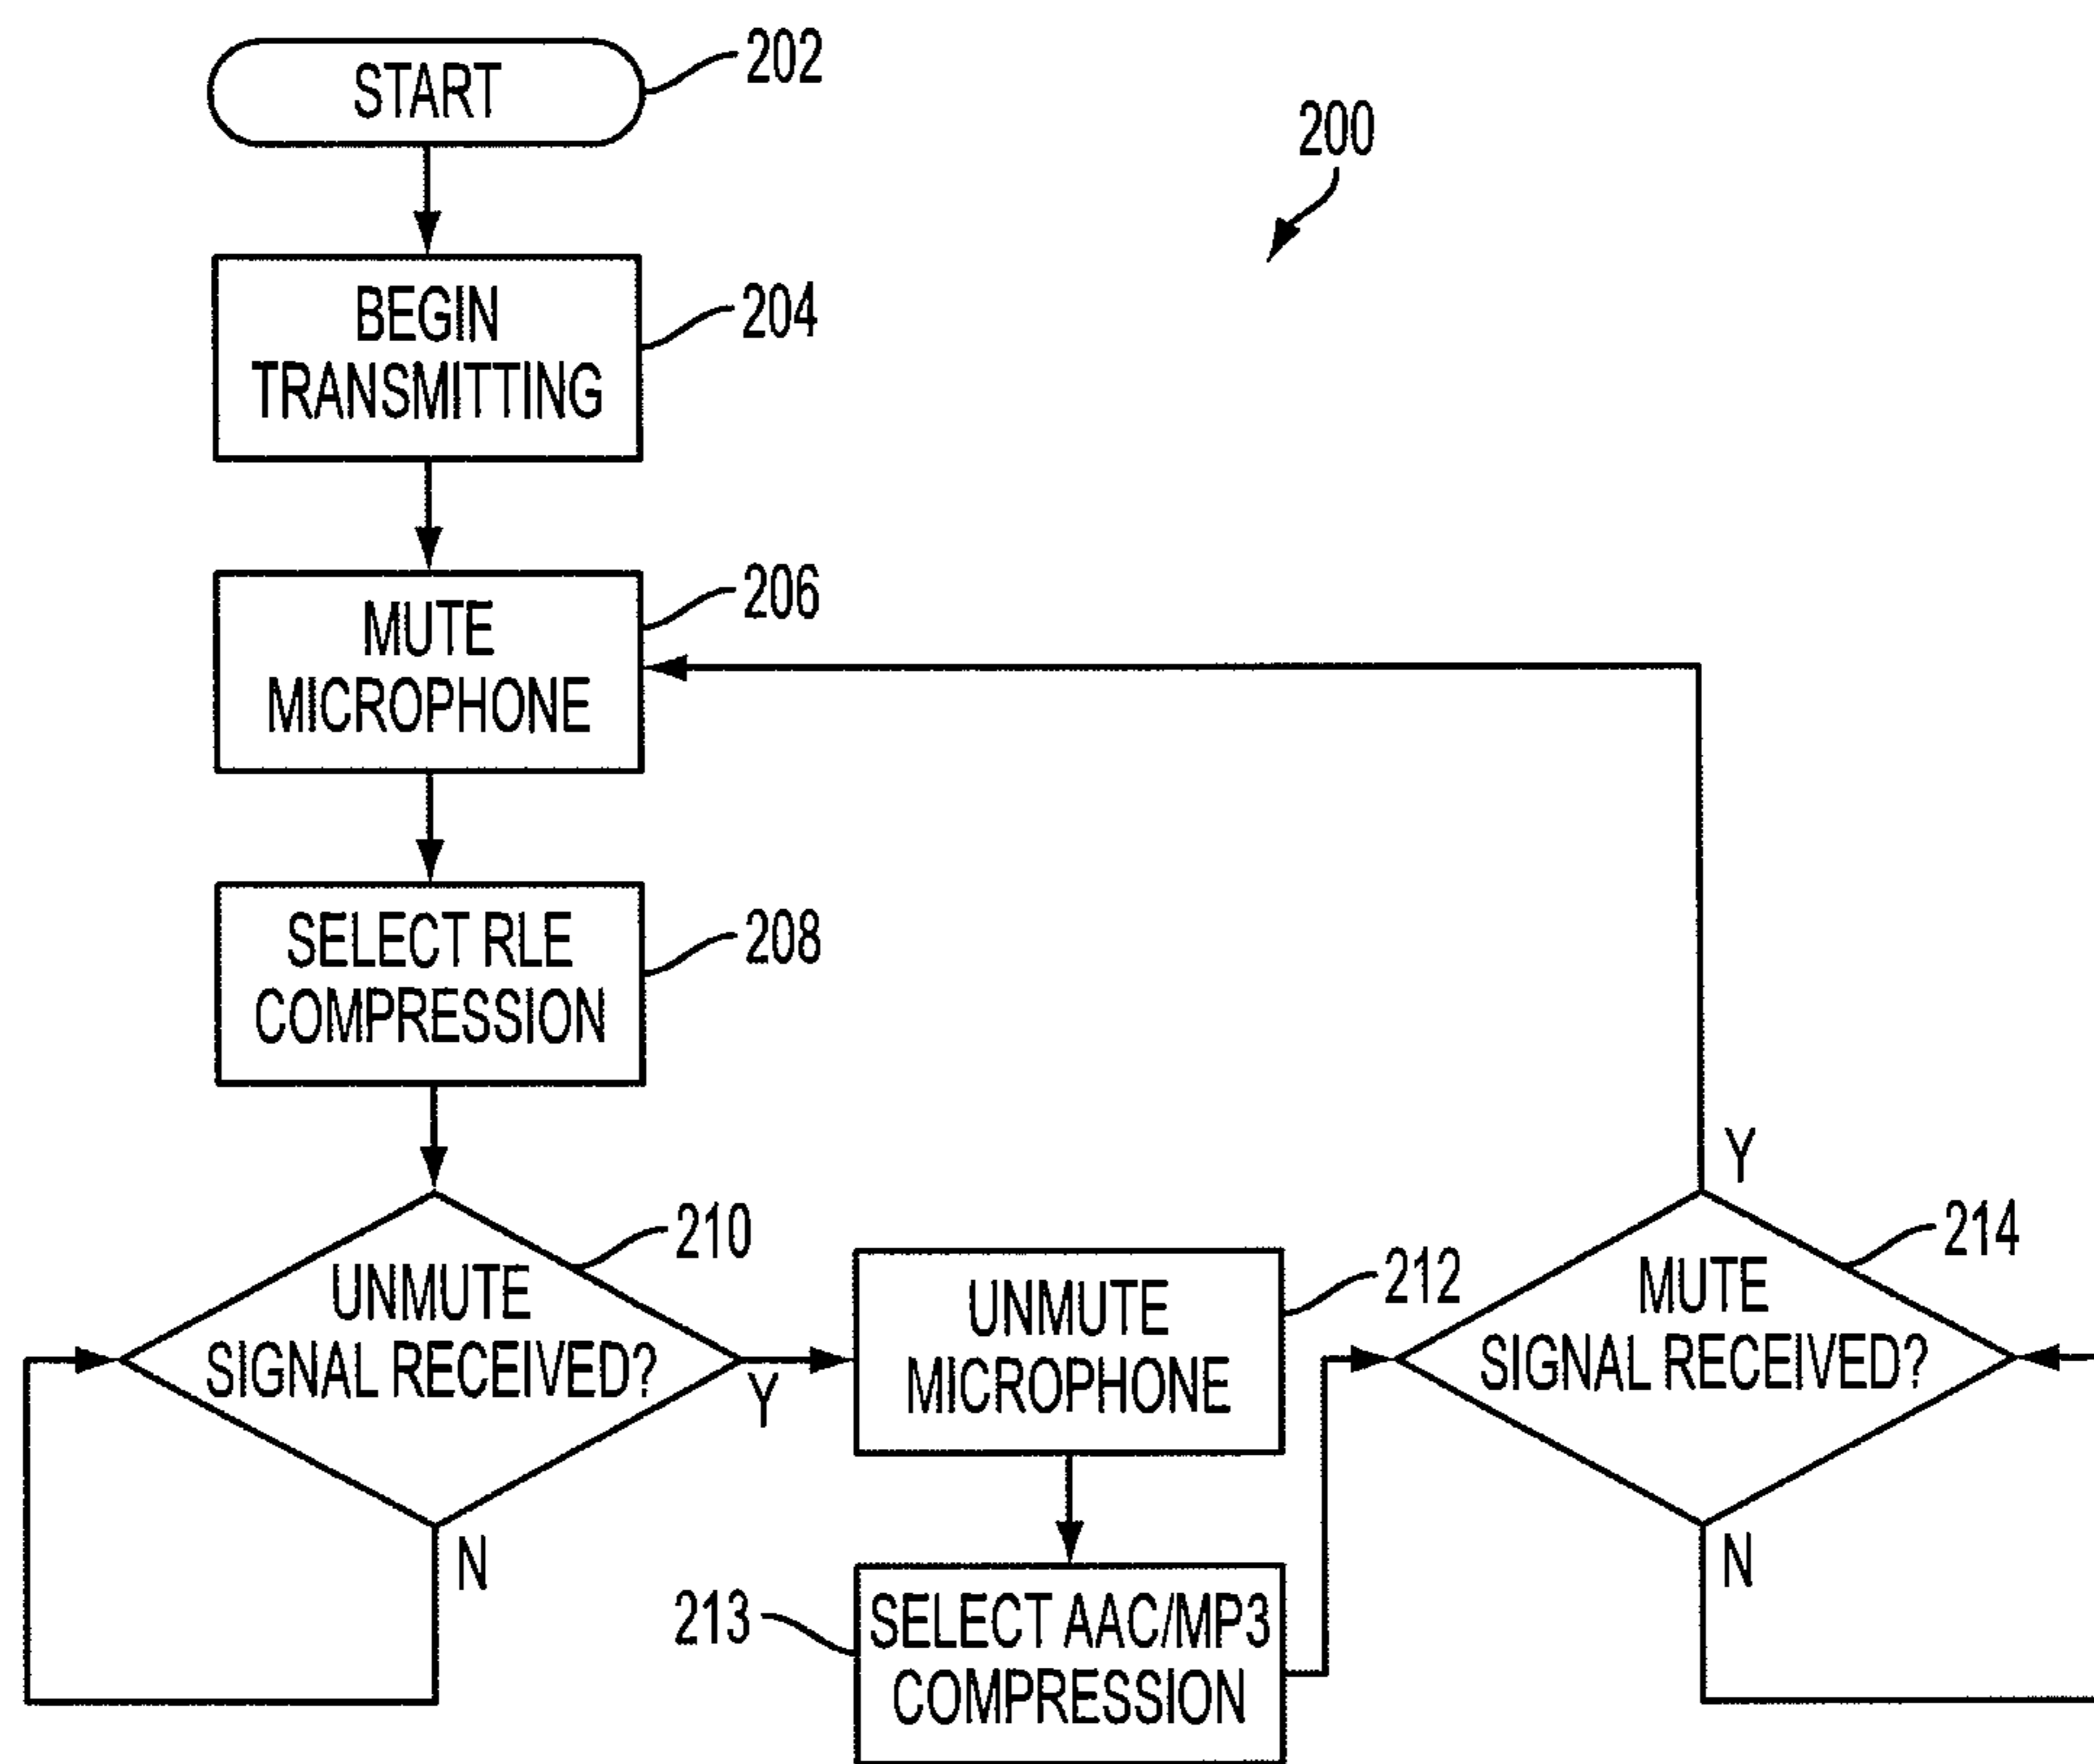 START
202
200
BEGIN
TRANSMITTING
204
MUTE
MICROPHONE
206
SELECT RLE
COMPRESSION
208
UNMUTE
SIGNAL RECEIVED?
210
Y
N
UNMUTE
MICROPHONE
212
213
SELECT AAC/MP3
COMPRESSION
MUTE
SIGNAL RECEIVED?
214
Y
N